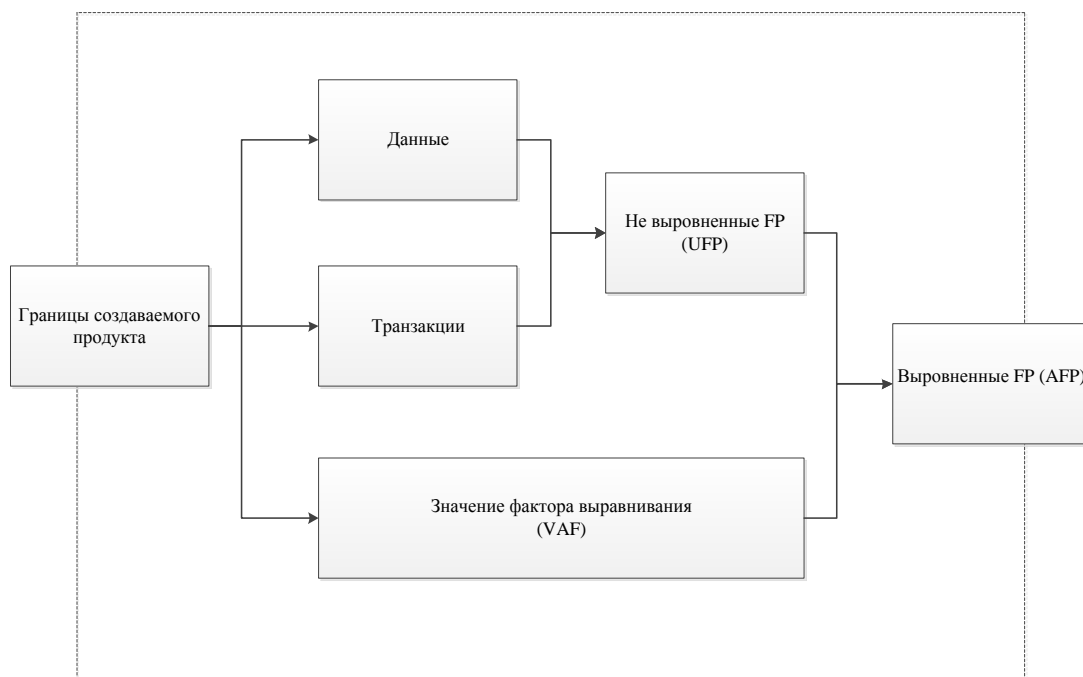 Данные
Не выровненные FP
(UFP)
Границы создаваемого
продукта
Транзакции
Выровненные FP (AFP)
Значение фактора выравнивания
(VAF)